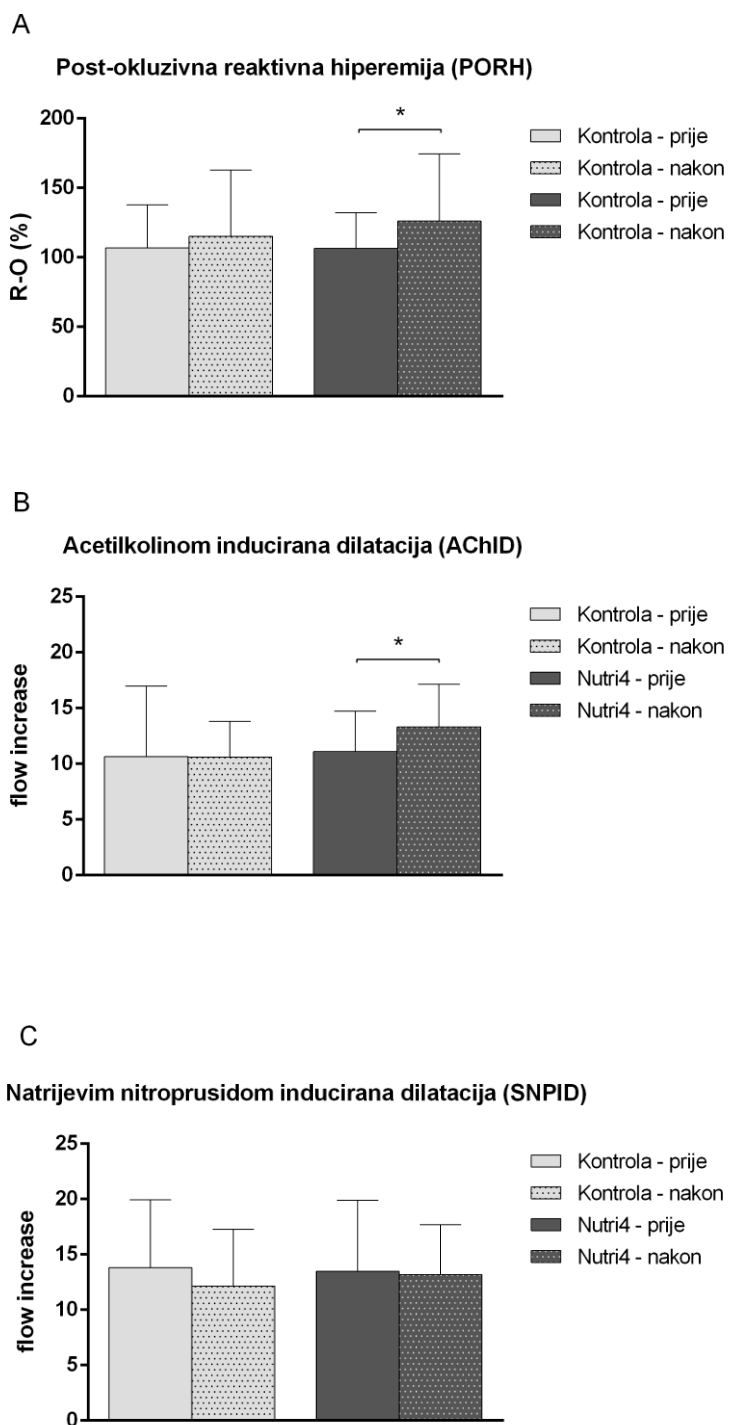 A
Post-okluzivna reaktivna hiperemija (PORH)
200
150
100
50
0
R-O (%)
*
Kontrola - prije
Kontrola - nakon
Kontrola - prije
Kontrola - nakon
B
Acetilkolinom inducirana dilatacija (AChID)
25
20
15
10
5
0
flow increase
*
Kontrola - prije
Kontrola - nakon
Nutri4 - prije
Nutri4 - nakon
C
Natrijevim nitroprusidom inducirana dilatacija (SNPID)
25
20
15
10
5
0
flow increase
Kontrola - prije
Kontrola - nakon
Nutri4 - prije
Nutri4 - nakon